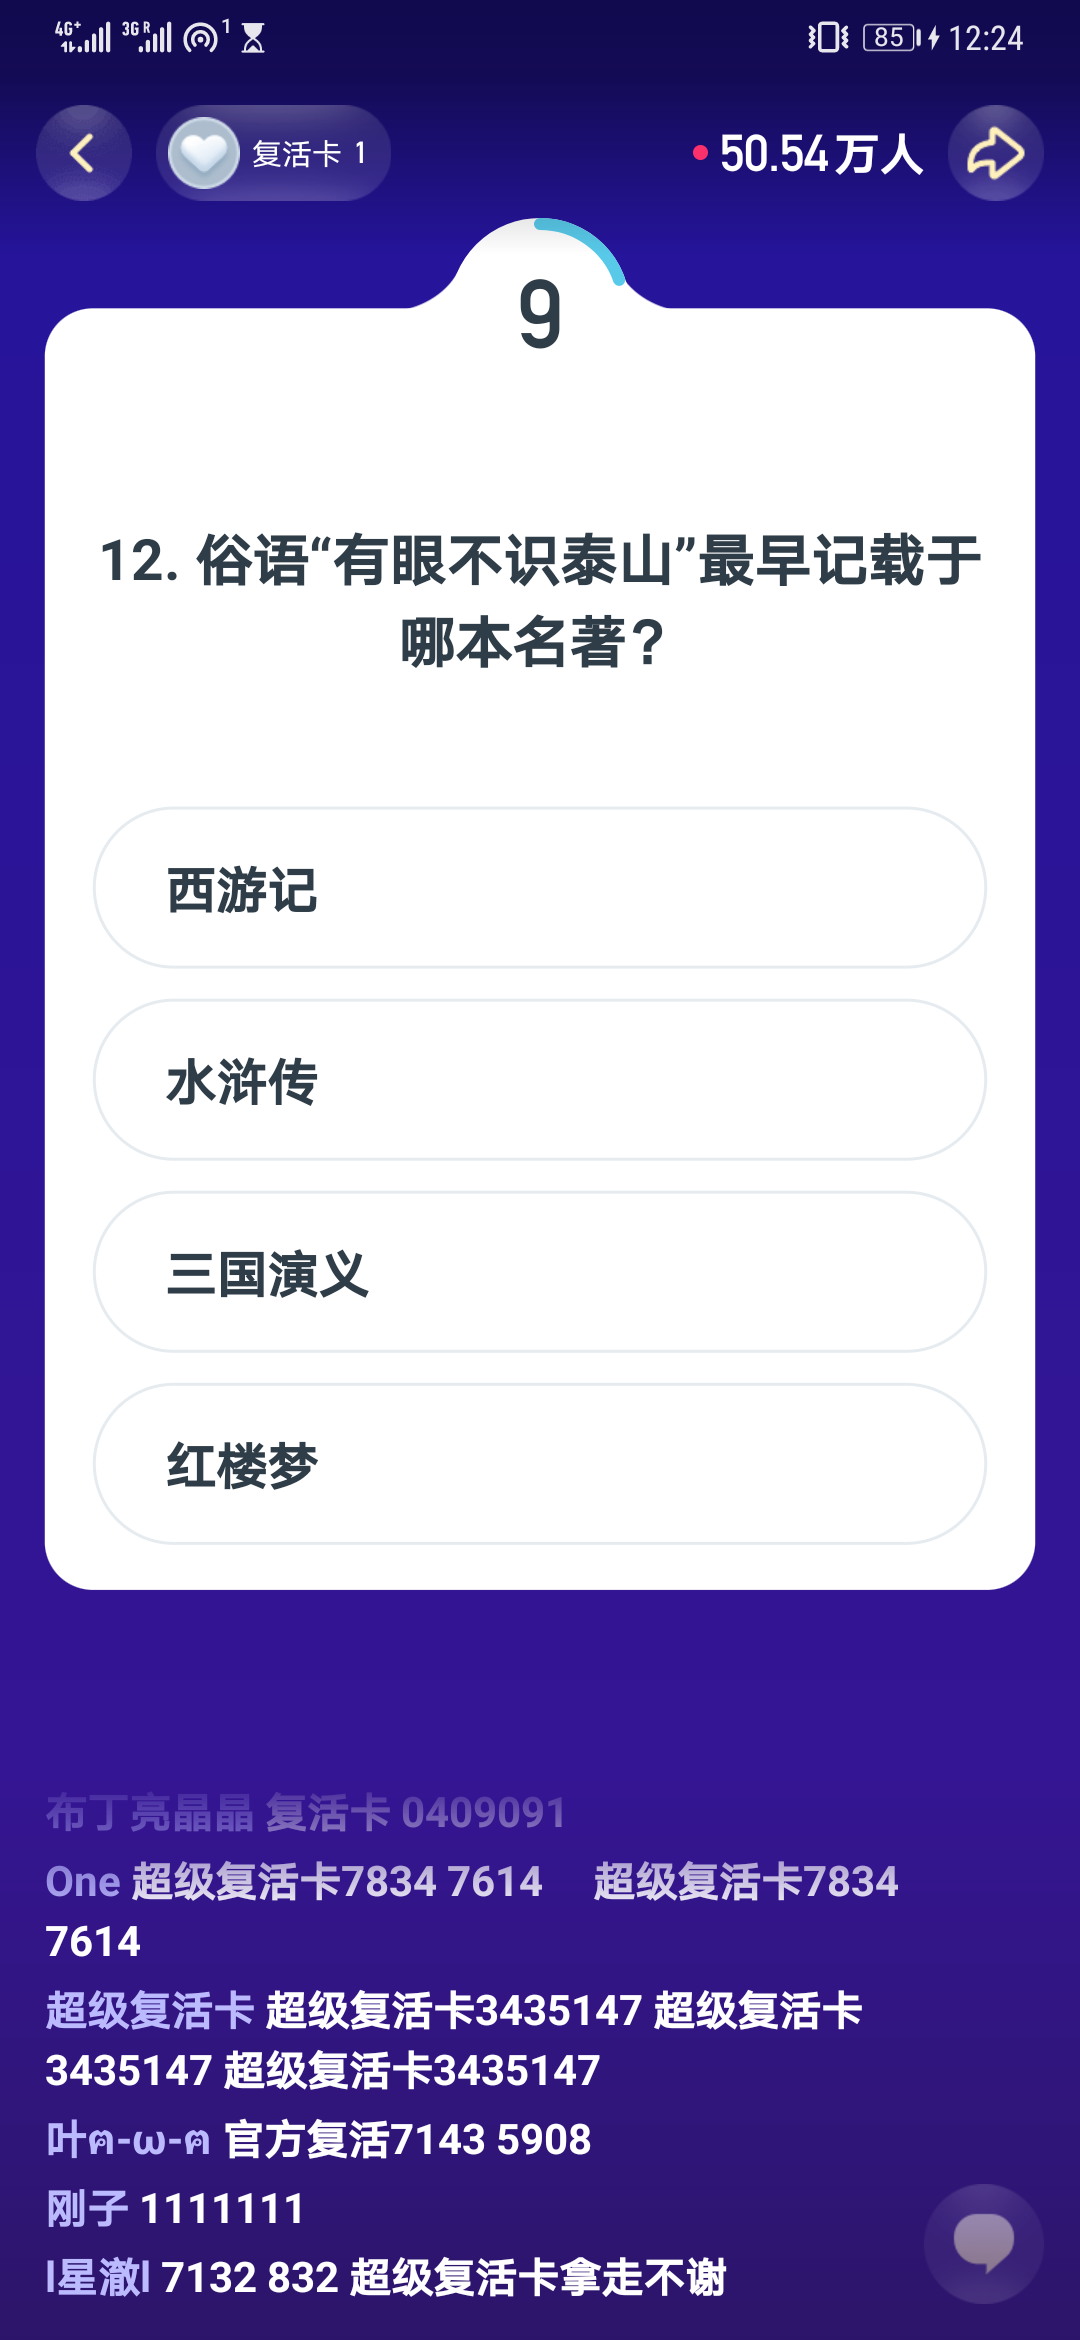 4G+ 3G R 1 85 12:24
复活卡 1 50.54万人
9
12. 俗语“有眼不识泰山”最早记载于
哪本名著？
西游记
水浒传
三国演义
红楼梦
布丁亮晶晶 复活卡 0409091
One 超级复活卡7834 7614 超级复活卡7834
7614
超级复活卡 超级复活卡3435147 超级复活卡
3435147 超级复活卡3435147
叶ฅ-ω-ฅ 官方复活7143 5908
刚子 1111111
l星澈l 7132 832 超级复活卡拿走不谢